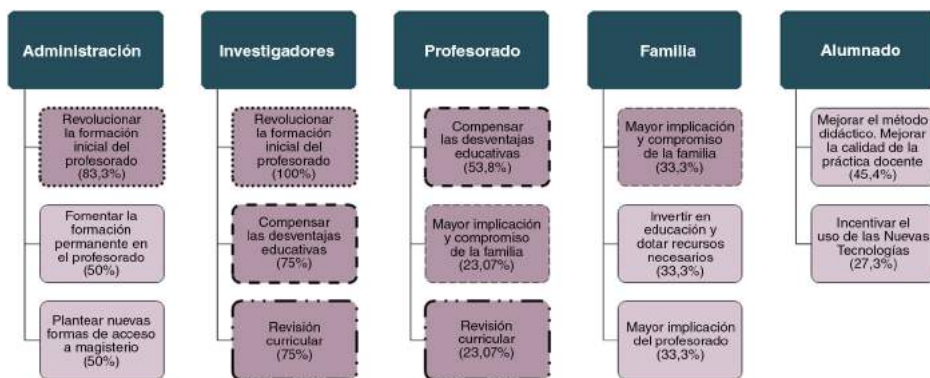 Administración
Revolucionar
la formación
inicial del
profesorado
(83,3%)
Fomentar la
formación
permanente en
el profesorado
(50%)
Plantear nuevas
formas de acceso
a magisterio
(50%)
Investigadores
Revolucionar
la formación
inicial del
profesorado
(100%)
Compensar
las desventajas
educativas
(75%)
Revisión
curricular
(75%)
Profesorado
Compensar
las desventajas
educativas
(53,8%)
Mayor implicación
y compromiso
de la familia
(23,07%)
Revisión
curricular
(23,07%)
Familia
Mayor implicación
y compromiso
de la familia
(33,3%)
Invertir en
educación y
dotar recursos
necesarios
(33,3%)
Mayor implicación
del profesorado
(33,3%)
Alumnado
Mejorar el método
didáctico. Mejorar
la calidad de la
práctica docente
(45,4%)
Incentivar el
uso de las Nuevas
Tecnologías
(27,3%)